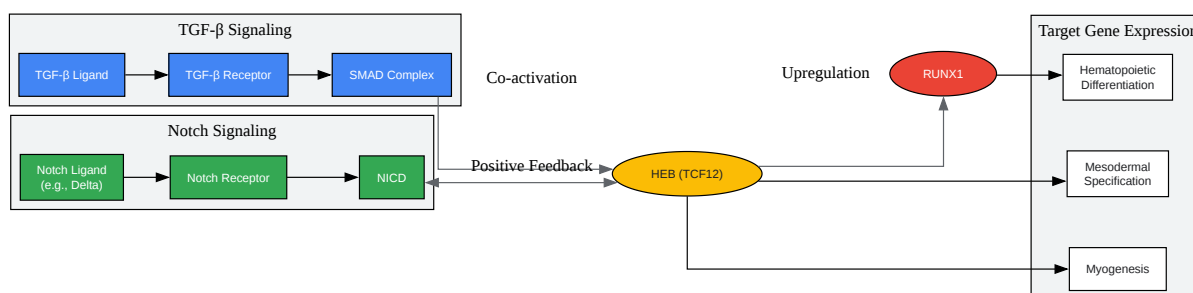 TGF-β Signaling
TGF-β Ligand
TGF-β Receptor
SMAD Complex
Co-activation
Upregulation
RUNX1
Target Gene Expression
Hematopoietic
Differentiation
Notch Signaling
Notch Ligand
(e.g., Delta)
Notch Receptor
NICD
Positive Feedback
HEB (TCF12)
Mesodermal
Specification
Myogenesis